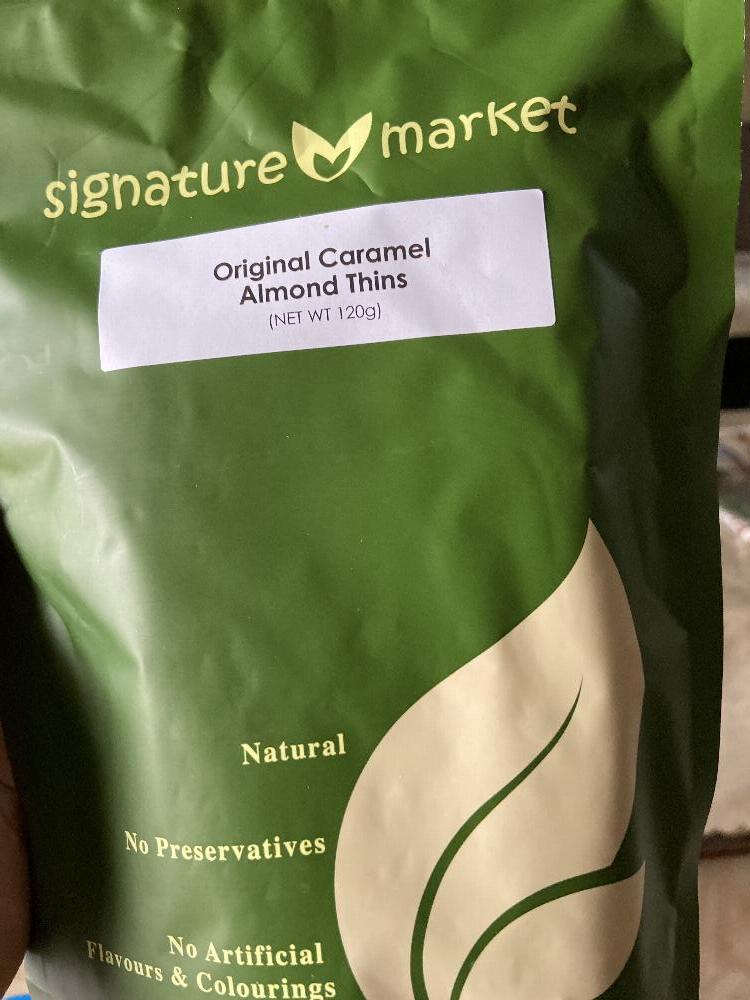 signature market
Original Caramel
Almond Thins
(NET WT 120g)
Natural
No Preservatives
No Artificial
Flavours & Colourings